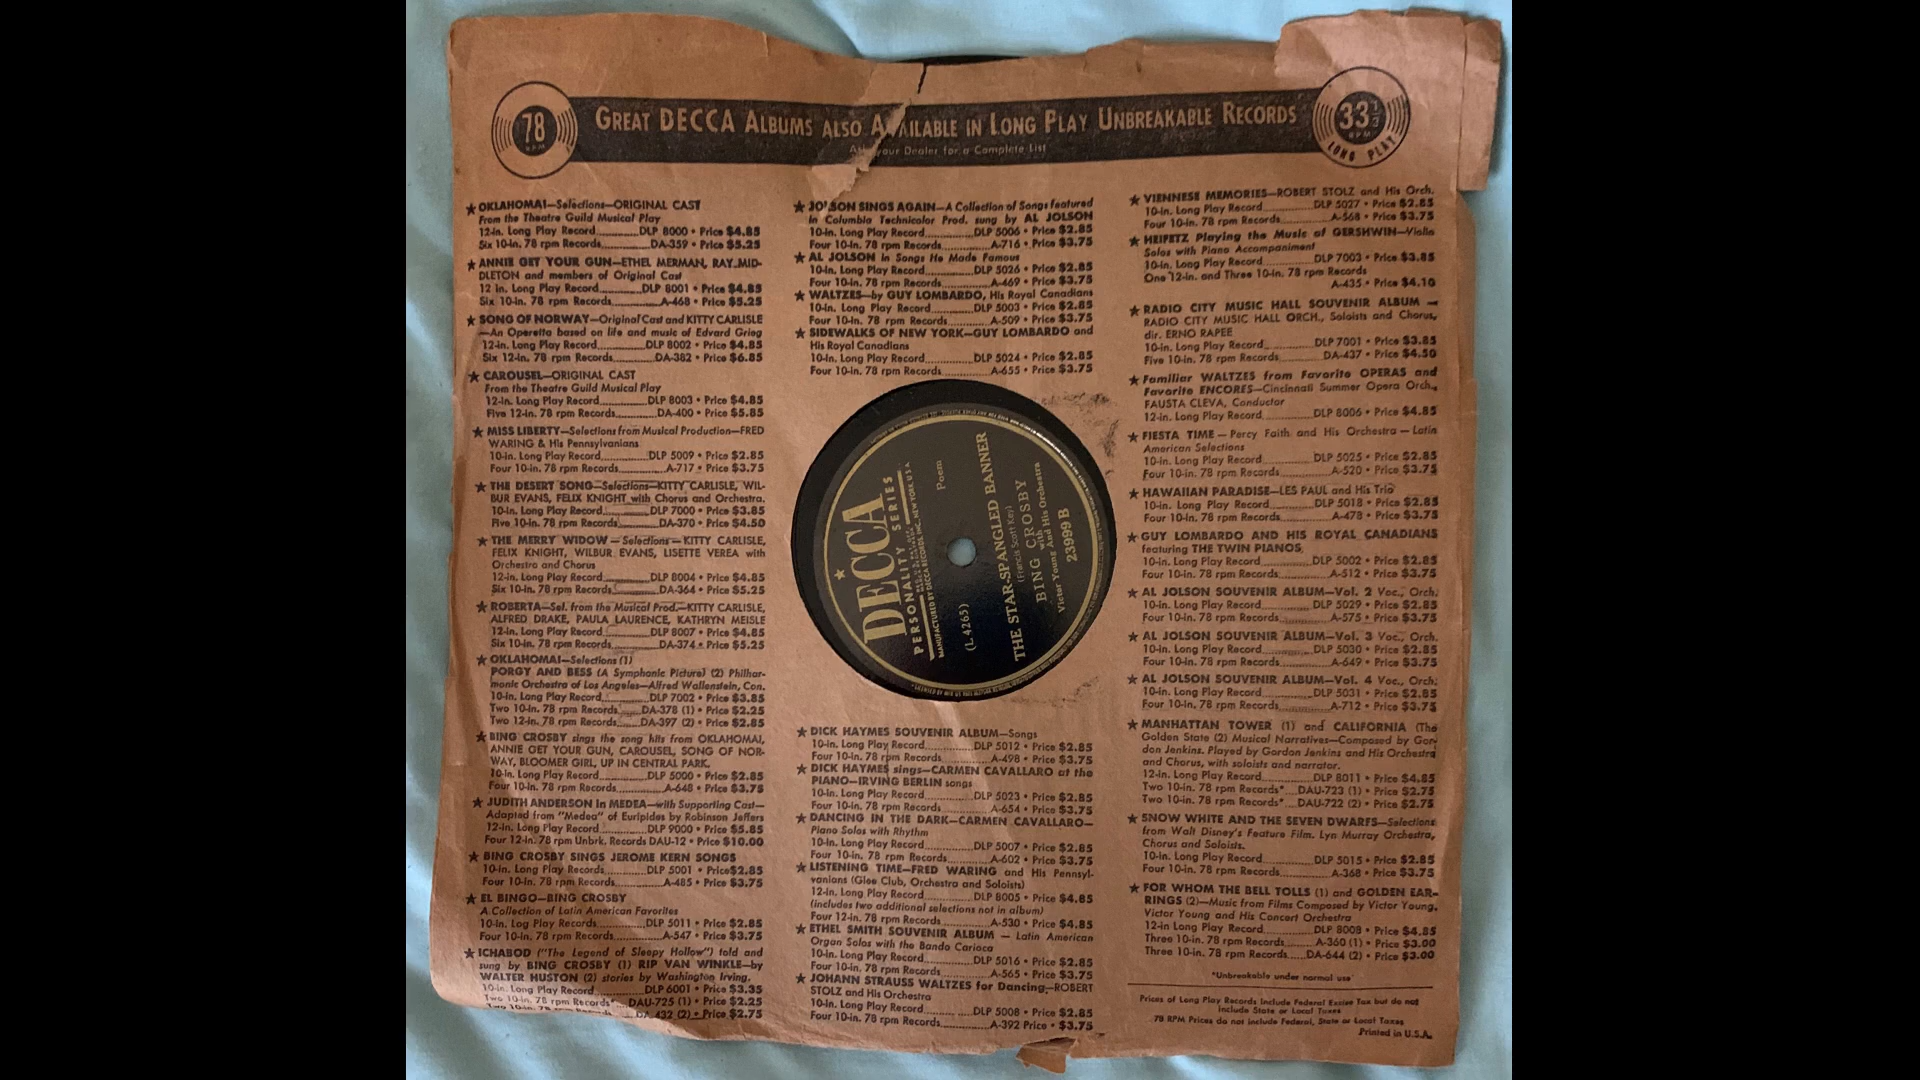 78
RPM
GREAT DECCA ALBUMS ALSO AVAILABLE IN LONG PLAY UNBREAKABLE RECORDS
Ask your Dealer for a Complete List
33 1/3
RPM
LONG PLAY
★ OKLAHOMA!—Selections—ORIGINAL CAST
From the Theatre Guild Musical Play
12-in. Long Play Record..........DLP 8000 • Price $4.85
Six 10-in. 78 rpm Records..........DA-359 • $5.25
★ ANNIE GET YOUR GUN—ETHEL MERMAN, RAY MID-
DLETON and members of Original Cast
12 in. Long Play Record..........DLP 8001 • Price $4.85
Six 10-in. 78 rpm Records..........A-468 • $5.25
★ SONG OF NORWAY—Original Cast and KITTY CARLISLE
—An Operetta based on life and music of Edvard Grieg
12-in. Long Play Record..........DLP 8002 • Price $4.85
Six 12-in. 78 rpm Records..........DA-382 • Price $6.85
★ CAROUSEL—ORIGINAL CAST
From the Theatre Guild Musical Play
12-in. Long Play Record..........DLP 8003 • Price $4.85
Five 12-in. 78 rpm Records..........DA-400 • Price $5.85
★ MISS LIBERTY—Selections from Musical Production—FRED
WARING & His Pennsylvanians
10-in. Long Play Record..........DLP 5009 • Price $2.85
Four 10-in. 78 rpm Records..........A-717 • Price $3.75
★ THE DESERT SONG—Selections—KITTY CARLISLE, WIL-
BUR EVANS, FELIX KNIGHT with Chorus and Orchestra.
10-in. Long Play Record..........DLP 7000 • Price $3.85
Five 10-in. 78 rpm Records..........DA-370 • Price $4.50
★ THE MERRY WIDOW—Selections—KITTY CARLISLE,
FELIX KNIGHT, WILBUR EVANS, LISETTE VEREA with
Orchestra and Chorus
12-in. Long Play Record..........DLP 8004 • Price $4.85
Six 10-in. 78 rpm Records..........DA-364 • Price $5.25
★ ROBERTA—Sel. from the Musical Prod.—KITTY CARLISLE,
ALFRED DRAKE, PAULA LAURENCE, KATHRYN MEISLE
12-in. Long Play Record..........DLP 8007 • Price $4.85
Six 10-in. 78 rpm Records..........DA-374 • Price $5.25
★ OKLAHOMA!—Selections (1)
PORGY AND BESS (A Symphonic Picture) (2) Philhar-
monic Orchestra of Los Angeles—Alfred Wallenstein, Con.
10-in. Long Play Record..........DLP 7002 • Price $3.85
Two 10-in. 78 rpm Records..........DA-378 (1) • Price $2.25
Two 12-in. 78 rpm Records..........DA-397 (2) • Price $2.85
★ BING CROSBY sings the song hits from OKLAHOMA!,
ANNIE GET YOUR GUN, CAROUSEL, SONG OF NOR-
WAY, BLOOMER GIRL, UP IN CENTRAL PARK.
10-in. Long Play Record..........DLP 5000 • Price $2.85
Four 10-in. 78 rpm Records..........A-648 • Price $3.75
★ JUDITH ANDERSON in MEDEA—with Supporting Cast—
Adapted from "Medea" of Euripides by Robinson Jeffers
12-in. Long Play Record..........DLP 9000 • Price $5.85
Four 12-in. 78 rpm Unbrk. Records DAU-12 • Price $10.00
★ BING CROSBY SINGS JEROME KERN SONGS
10-in. Long Play Record..........DLP 5001 • Price $2.85
Four 10-in. 78 rpm Records..........A-485 • Price $3.75
★ EL BINGO—BING CROSBY
A Collection of Latin American Favorites
10-in. Log Play Records..........DLP 5011 • Price $2.85
Four 10-in. 78 rpm Records..........A-547 • Price $3.75
★ ICHABOD ("The Legend of Sleepy Hollow") told and
sung by BING CROSBY (1) RIP VAN WINKLE—by
WALTER HUSTON (2) stories by Washington Irving.
10-in. Long Play Record..........DLP 6001 • Price $3.35
Two 10-in. 78 rpm Records*..........DAU-725 (1) • Price $2.25
Two 10-in. 78 rpm Records..........DA-432 (2) • Price $2.75
★ JOLSON SINGS AGAIN—A Collection of Songs featured
in Columbia Technicolor Prod. sung by AL JOLSON
10-in. Long Play Record..........DLP 5006 • Price $2.85
Four 10-in. 78 rpm Records..........A-716 • Price $3.75
★ AL JOLSON in Songs He Made Famous
10-in. Long Play Record..........DLP 5026 • Price $2.85
Four 10-in. 78 rpm Records..........A-469 • Price $3.75
★ WALTZES—by GUY LOMBARDO, His Royal Canadians
10-in. Long Play Record..........DLP 5003 • Price $2.85
Four 10-in. 78 rpm Records..........A-509 • Price $3.75
★ SIDEWALKS OF NEW YORK—GUY LOMBARDO and
His Royal Canadians
10-in. Long Play Record..........DLP 5024 • Price $2.85
Four 10-in. 78 rpm Records..........A-655 • Price $3.75
DECCA
PERSONALITY SERIES
MANUFACTURED BY DECCA RECORDS, INC., NEW YORK USA
(L 4265)
Poem
THE STAR-SPANGLED BANNER
(Francis Scott Key)
BING CROSBY
with
Victor Young And His Orchestra
23999 B
★ DICK HAYMES SOUVENIR ALBUM—Songs
10-in. Long Play Record..........DLP 5012 • Price $2.85
Four 10-in. 78 rpm Records..........A-498 • Price $3.75
★ DICK HAYMES sings—CARMEN CAVALLARO at the
PIANO—IRVING BERLIN songs
10-in. Long Play Record..........DLP 5023 • Price $2.85
Four 10-in. 78 rpm Records..........A-654 • Price $3.75
★ DANCING IN THE DARK—CARMEN CAVALLARO—
Piano Solos with Rhythm
10-in. Long Play Record..........DLP 5007 • Price $2.85
Four 10-in. 78 rpm Records..........A-602 • Price $3.75
★ LISTENING TIME—FRED WARING and His Pennsyl-
vanians (Glee Club, Orchestra and Soloists)
12-in. Long Play Record..........DLP 8005 • Price $4.85
(includes two additional selections not in album)
Four 12-in. 78 rpm Records..........A-530 • Price $4.85
★ ETHEL SMITH SOUVENIR ALBUM — Latin American
Organ Solos with the Bando Carioca
10-in. Long Play Record..........DLP 5016 • Price $2.85
Four 10-in. 78 rpm Records..........A-565 • Price $3.75
★ JOHANN STRAUSS WALTZES for Dancing—ROBERT
STOLZ and His Orchestra
10-in. Long Play Record..........DLP 5008 • Price $2.85
Four 10-in. 78 rpm Records..........A-392 Price • $3.75
★ VIENNESE MEMORIES—ROBERT STOLZ and His Orch.
10-in. Long Play Record..........DLP 5027 • Price $2.85
Four 10-in. 78 rpm Records..........A-568 • Price $3.75
★ HEIFETZ Playing the Music of GERSHWIN—Violin
Solos with Piano Accompaniment
10-in. Long Play Record..........DLP 7003 • Price $3.85
One 12-in. and Three 10-in. 78 rpm Records
A-435 • Price $4.10
★ RADIO CITY MUSIC HALL SOUVENIR ALBUM —
RADIO CITY MUSIC HALL ORCH., Soloists and Chorus,
dir. ERNO RAPEE
10-in. Long Play Record..........DLP 7001 • Price $3.85
Five 10-in. 78 rpm Records..........DA-437 • Price $4.50
★ Familiar WALTZES from Favorite OPERAS and
Favorite ENCORES—Cincinnati Summer Opera Orch.,
FAUSTA CLEVA, Conductor
12-in. Long Play Record..........DLP 8006 • Price $4.85
★ FIESTA TIME — Percy Faith and His Orchestra — Latin
American Selections
10-in. Long Play Record..........DLP 5025 • Price $2.85
Four 10-in. 78 rpm Records..........A-520 • Price $3.75
★ HAWAIIAN PARADISE—LES PAUL and His Trio
10-in. Long Play Record..........DLP 5018 • Price $2.85
Four 10-in. 78 rpm Records..........A-478 • Price $3.75
★ GUY LOMBARDO AND HIS ROYAL CANADIANS
featuring THE TWIN PIANOS
10-in. Long Play Record..........DLP 5002 • Price $2.85
Four 10-in. 78 rpm Records..........A-512 • Price $3.75
★ AL JOLSON SOUVENIR ALBUM—Vol. 2 Voc., Orch.
10-in. Long Play Record..........DLP 5029 • Price $2.85
Four 10-in. 78 rpm Records..........A-575 • Price $3.75
★ AL JOLSON SOUVENIR ALBUM—Vol. 3 Voc., Orch.
10-in. Long Play Record..........DLP 5030 • Price $2.85
Four 10-in. 78 rpm Records..........A-649 • Price $3.75
★ AL JOLSON SOUVENIR ALBUM—Vol. 4 Voc., Orch.
10-in. Long Play Record..........DLP 5031 • Price $2.85
Four 10-in. 78 rpm Records..........A-712 • Price $3.75
★ MANHATTAN TOWER (1) and CALIFORNIA (The
Golden State (2) Musical Narratives—Composed by Gor-
don Jenkins. Played by Gordon Jenkins and His Orchestra
and Chorus, with soloists and narrator.
12-in. Long Play Record..........DLP 8011 • Price $4.85
Two 10-in. 78 rpm Records*..........DAU-723 (1) • Price $2.75
Two 10-in. 78 rpm Records*..........DAU-722 (2) • Price $2.75
★ SNOW WHITE AND THE SEVEN DWARFS—Selections
from Walt Disney's Feature Film. Lyn Murray Orchestra,
Chorus and Soloists.
10-in. Long Play Record..........DLP 5015 • Price $2.85
Four 10-in. 78 rpm Records..........A-368 • Price $3.75
★ FOR WHOM THE BELL TOLLS (1) and GOLDEN EAR-
RINGS (2)—Music from Films Composed by Victor Young.
Victor Young and His Concert Orchestra
12-in Long Play Record..........DLP 8008 • Price $4.85
Three 10-in. 78 rpm Records..........A-360 (1) • Price $3.00
Three 10-in. 78 rpm Records..........DA-644 (2) • Price $3.00
*Unbreakable under normal use
Prices of Long Play Records include Federal Excise Tax but do not
include State or Local Taxes
78 RPM Prices do not include Federal, State or Local Taxes
Printed in U.S.A.